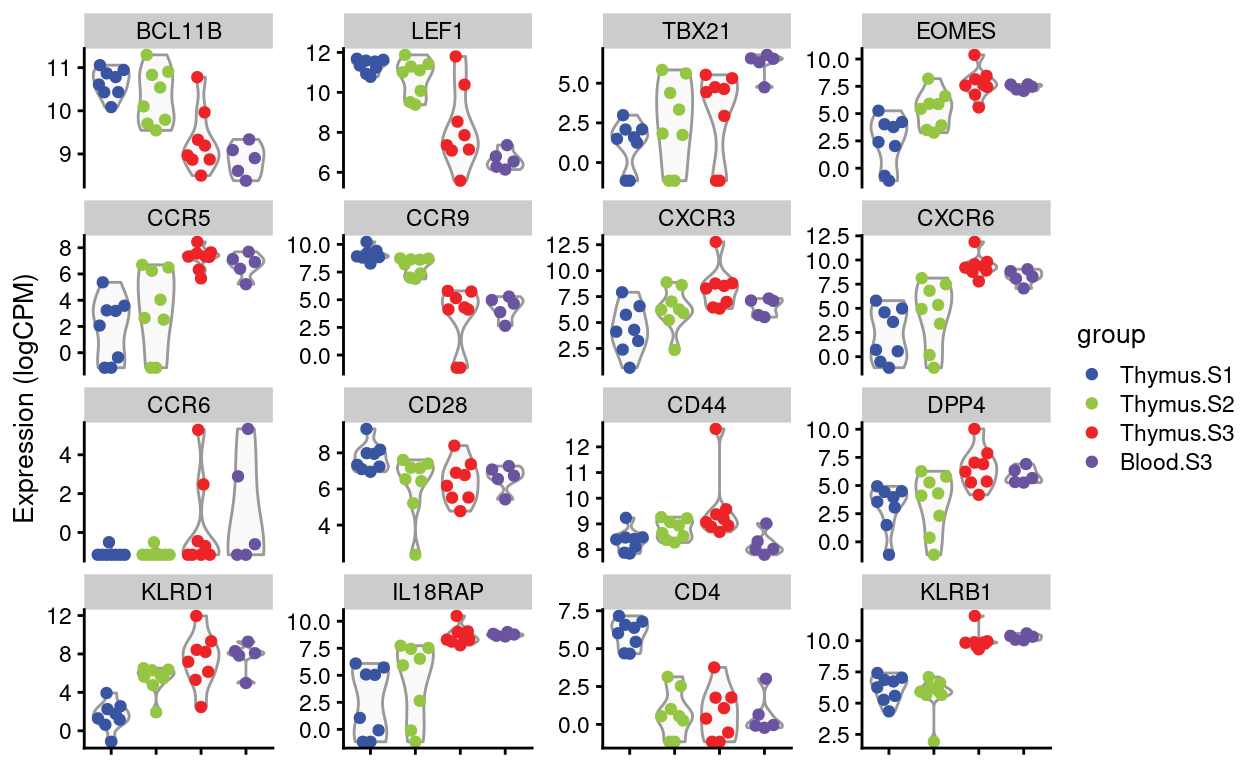 BCL11B LEF1 TBX21 EOMES
11 10 9
12 10 8 6
5.0 2.5 0.0
10.0 7.5 5.0 2.5 0.0
CCR5 CCR9 CXCR3 CXCR6
8 6 4 2 0
10.0 7.5 5.0 2.5 0.0
12.5 10.0 7.5 5.0 2.5
12.5 10.0 7.5 5.0 2.5 0.0
Expression (logCPM)
CCR6 CD28 CD44 DPP4
4 2 0
8 6 4
12 11 10 9 8
10.0 7.5 5.0 2.5 0.0
KLRD1 IL18RAP CD4 KLRB1
12 8 4 0
10.0 7.5 5.0 2.5 0.0
7.5 5.0 2.5 0.0
10.0 7.5 5.0 2.5
group
Thymus.S1
Thymus.S2
Thymus.S3
Blood.S3